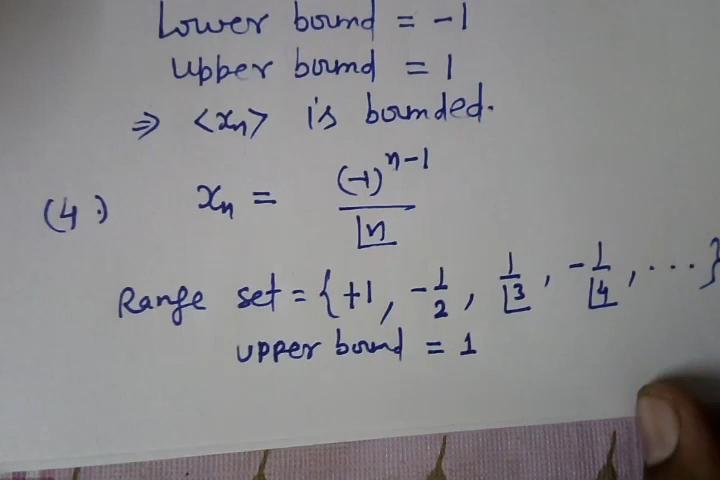 Lower bound = -1
Upper bound = 1
⇒ <xₙ> is bounded.
(4.) xₙ = (-1)ⁿ⁻¹ / |̲n
Range set = {+1, -1/2, 1/|̲3, -1/|̲4, ...}
upper bound = 1